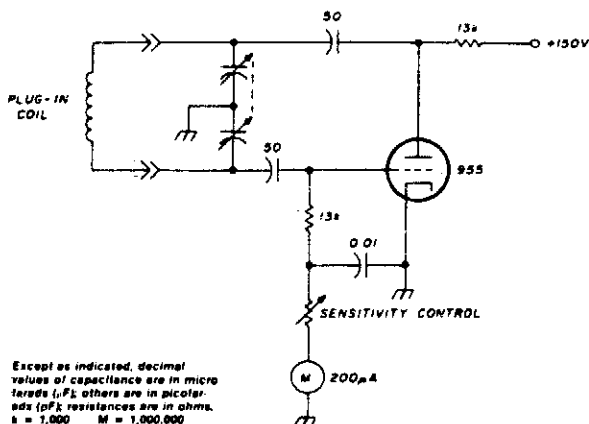 50
13k
+150V
PLUG-IN
COIL
50
955
13k
0.01
SENSITIVITY CONTROL
M
200µA
Except as indicated, decimal
values of capacitance are in micro
farads (µF); others are in picofar-
ads (pF); resistances are in ohms.
k = 1,000 M = 1,000,000